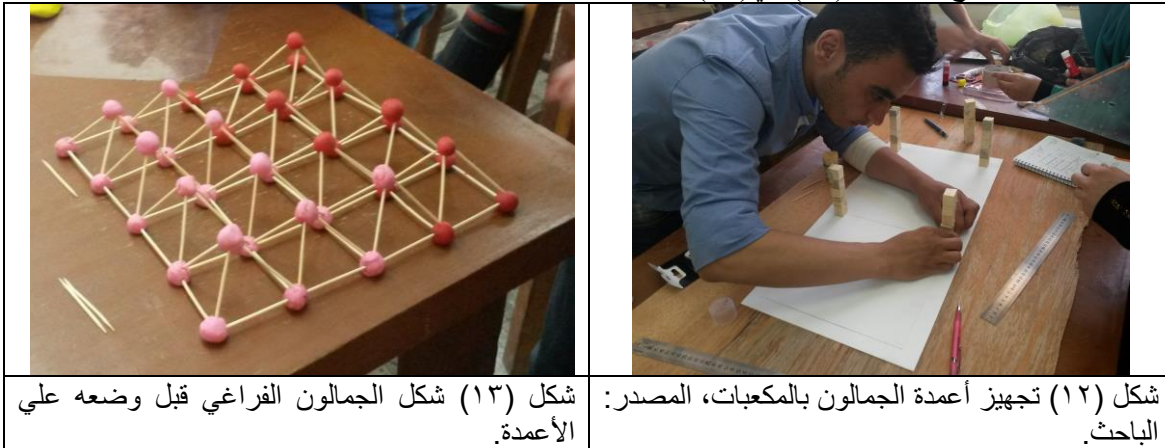 شكل (١٢) تجهيز أعمدة الجمالون بالمكعبات، المصدر:
الباحث.
شكل (١٣) شكل الجمالون الفراغي قبل وضعه علي
الأعمدة.